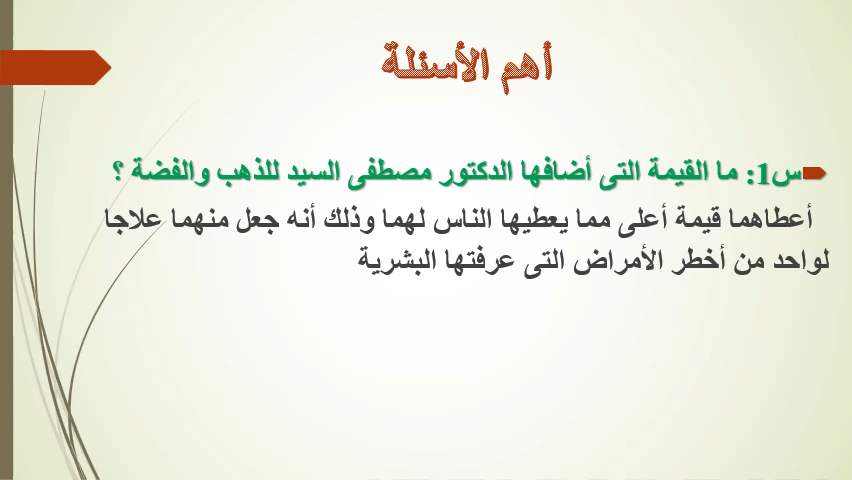 أهم الأسئلة
س1: ما القيمة التى أضافها الدكتور مصطفى السيد للذهب والفضة ؟
أعطاهما قيمة أعلى مما يعطيها الناس لهما وذلك أنه جعل منهما علاجا
لواحد من أخطر الأمراض التى عرفتها البشرية